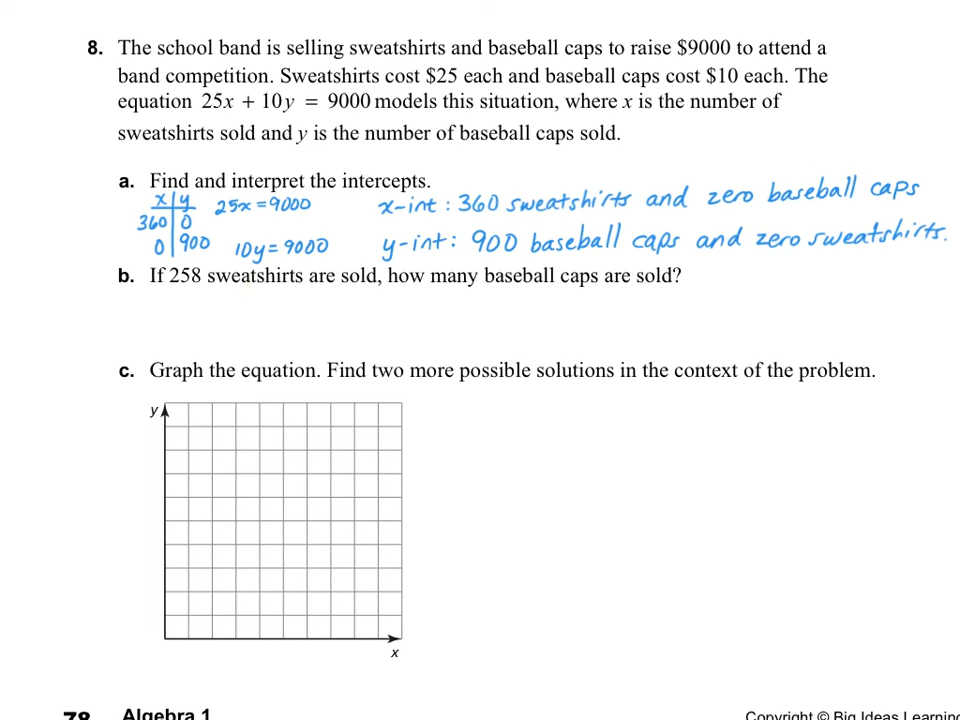 8. The school band is selling sweatshirts and baseball caps to raise $9000 to attend a
band competition. Sweatshirts cost $25 each and baseball caps cost $10 each. The
equation 25x + 10y = 9000 models this situation, where x is the number of
sweatshirts sold and y is the number of baseball caps sold.
a. Find and interpret the intercepts.
x | y 25x = 9000 x-int : 360 sweatshirts and zero baseball caps
360 | 0
0 | 900 10y = 9000 y-int : 900 baseball caps and zero sweatshirts.
b. If 258 sweatshirts are sold, how many baseball caps are sold?
c. Graph the equation. Find two more possible solutions in the context of the problem.
y
x
78 Algebra 1 Copyright © Big Ideas Learning